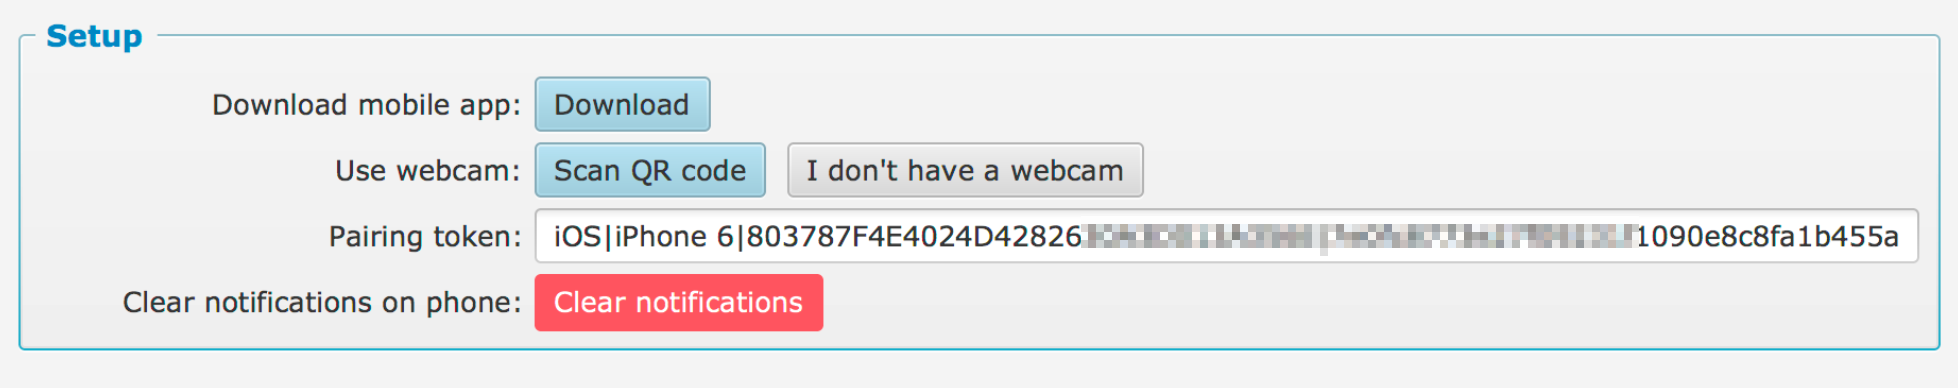 Setup
Download mobile app: Download
Use webcam: Scan QR code I don't have a webcam
Pairing token: iOS|iPhone 6|803787F4E4024D42826 1090e8c8fa1b455a
Clear notifications on phone: Clear notifications